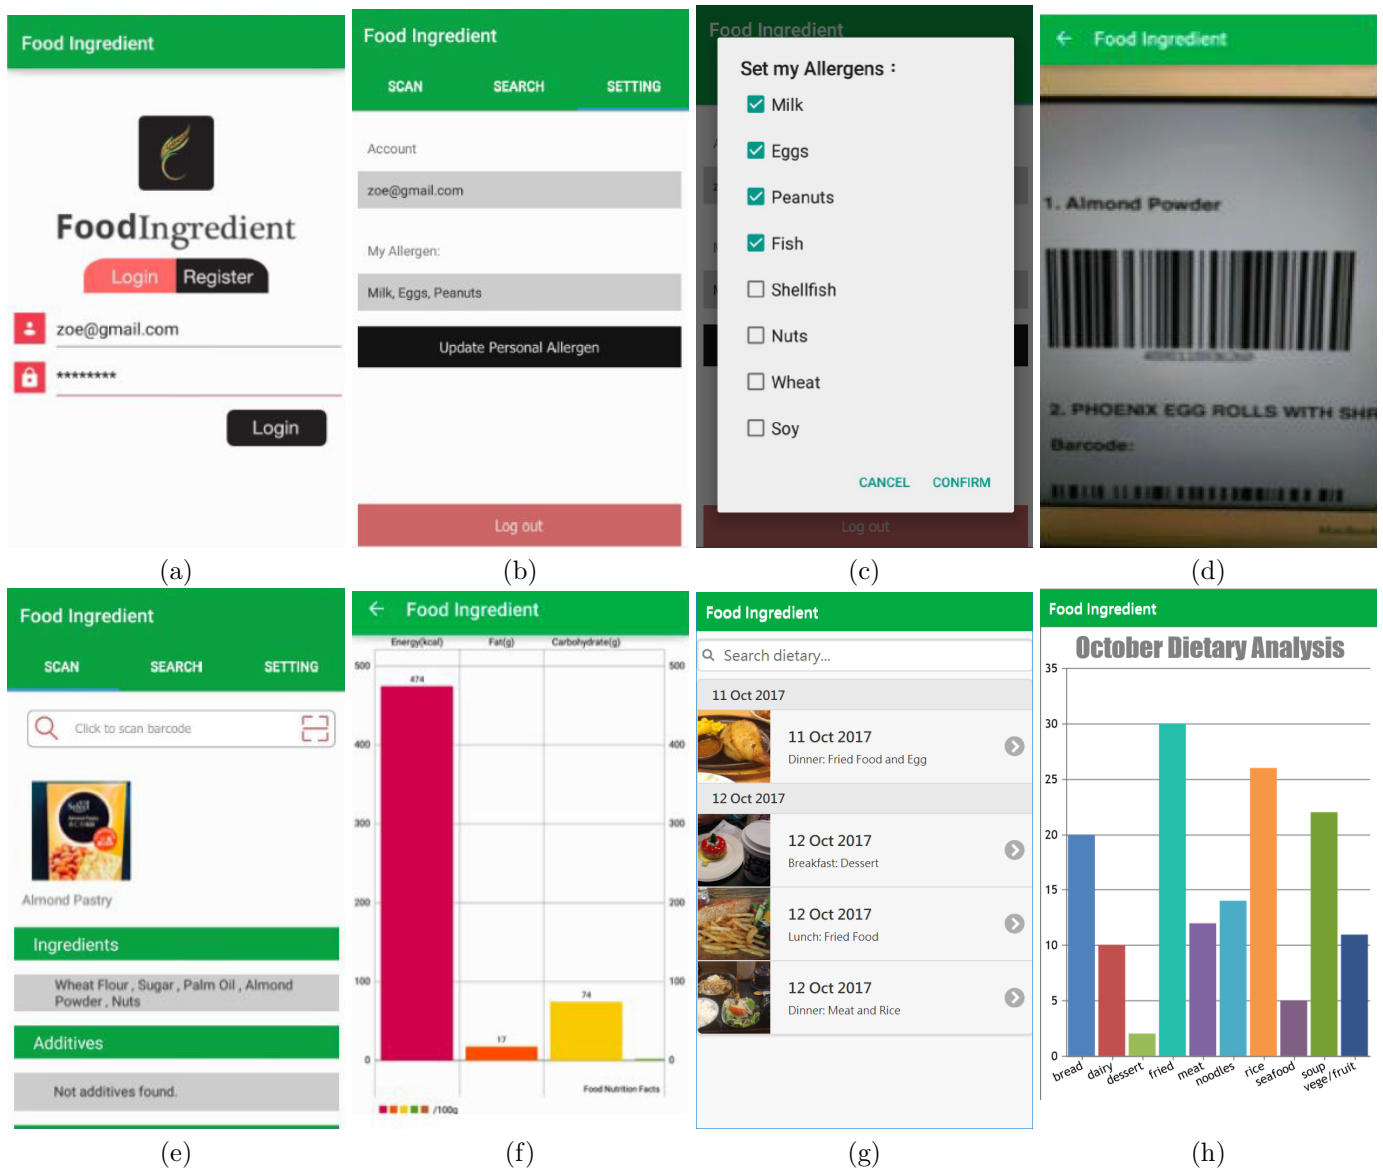 Food Ingredient
FoodIngredient
Login Register
zoe@gmail.com
********
Login
(a)
Food Ingredient
SCAN SEARCH SETTING
Account
zoe@gmail.com
My Allergen:
Milk, Eggs, Peanuts
Update Personal Allergen
Log out
(b)
Food Ingredient
Set my Allergens :
Milk
Eggs
Peanuts
Fish
Shellfish
Nuts
Wheat
Soy
CANCEL CONFIRM
Log out
(c)
Food Ingredient
1. Almond Powder
2. PHOENIX EGG ROLLS WITH SHR
Barcode:
(d)
Food Ingredient
SCAN SEARCH SETTING
Click to scan barcode
Almond Pastry
Ingredients
Wheat Flour , Sugar , Palm Oil , Almond
Powder , Nuts
Additives
Not additives found.
(e)
Food Ingredient
Energy(kcal) Fat(g) Carbohydrate(g)
500 500
474
400 400
300 300
200 200
100 100
74
17
0 0
Food Nutrition Facts
/100g
(f)
Food Ingredient
Search dietary...
11 Oct 2017
11 Oct 2017
Dinner: Fried Food and Egg
12 Oct 2017
12 Oct 2017
Breakfast: Dessert
12 Oct 2017
Lunch: Fried Food
12 Oct 2017
Dinner: Meat and Rice
(g)
Food Ingredient
October Dietary Analysis
35
30
25
20
15
10
5
0
bread dairy dessert fried meat noodles rice seafood soup vege/fruit
(h)